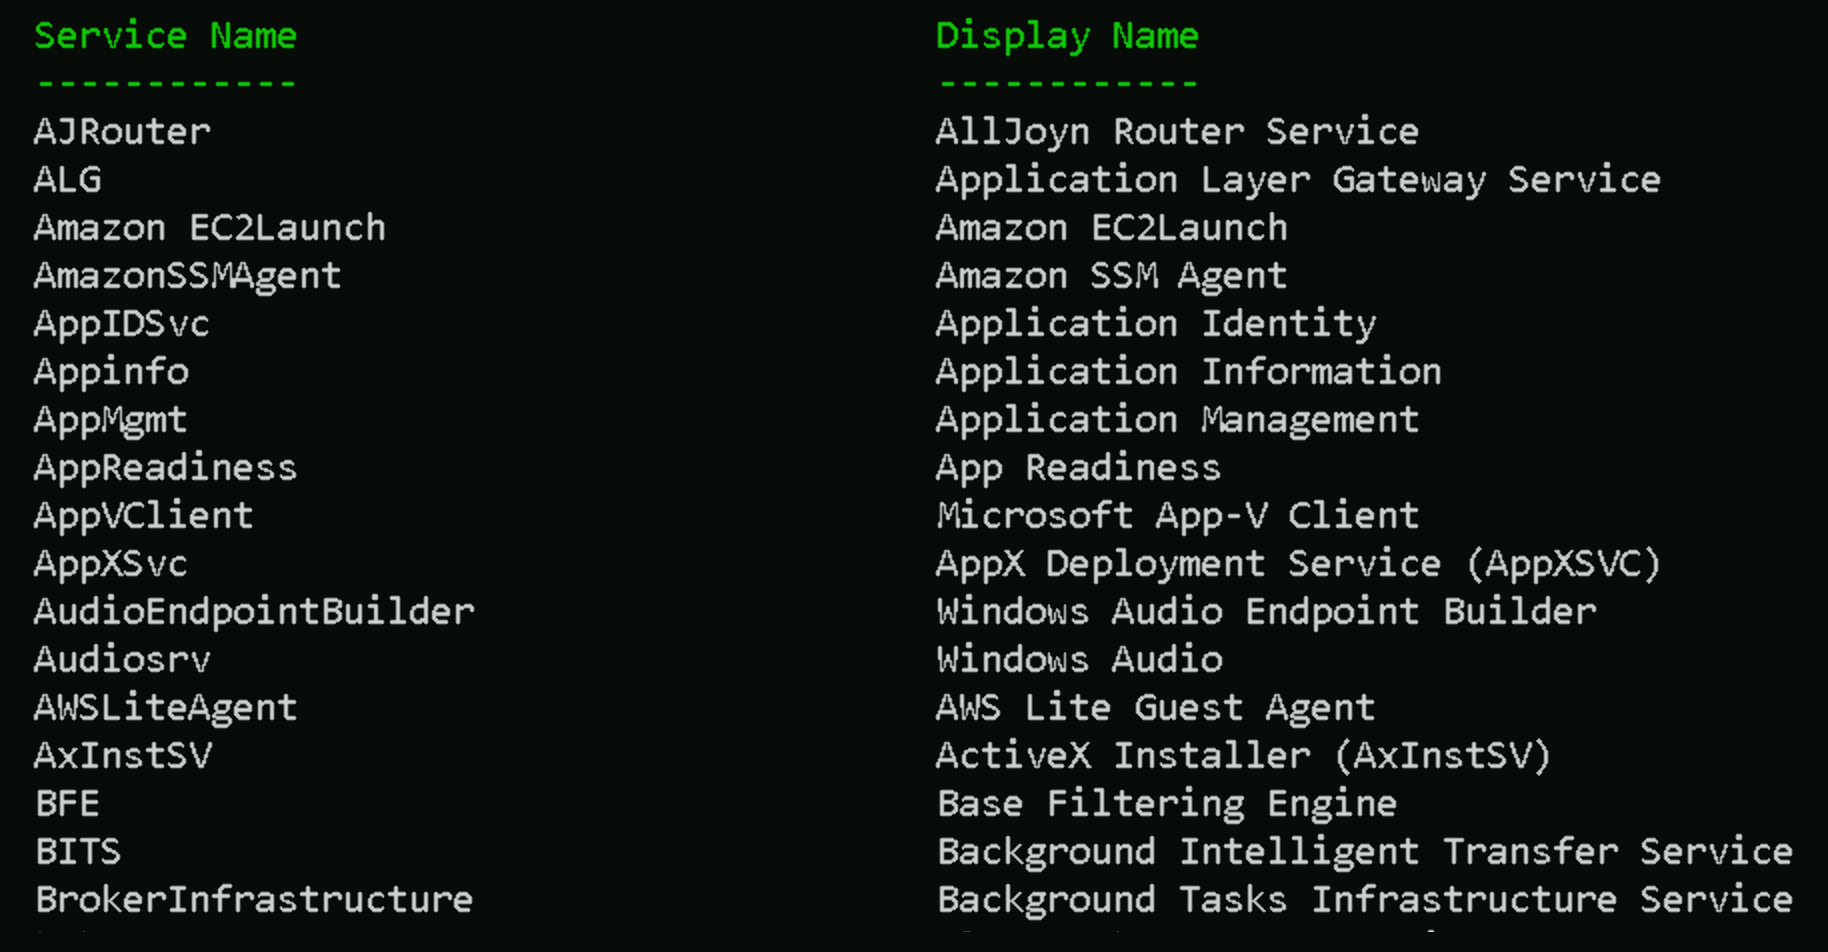 Service Name Display Name
------------ ------------
AJRouter AllJoyn Router Service
ALG Application Layer Gateway Service
Amazon EC2Launch Amazon EC2Launch
AmazonSSMAgent Amazon SSM Agent
AppIDSvc Application Identity
Appinfo Application Information
AppMgmt Application Management
AppReadiness App Readiness
AppVClient Microsoft App-V Client
AppXSvc AppX Deployment Service (AppXSVC)
AudioEndpointBuilder Windows Audio Endpoint Builder
Audiosrv Windows Audio
AWSLiteAgent AWS Lite Guest Agent
AxInstSV ActiveX Installer (AxInstSV)
BFE Base Filtering Engine
BITS Background Intelligent Transfer Service
BrokerInfrastructure Background Tasks Infrastructure Service